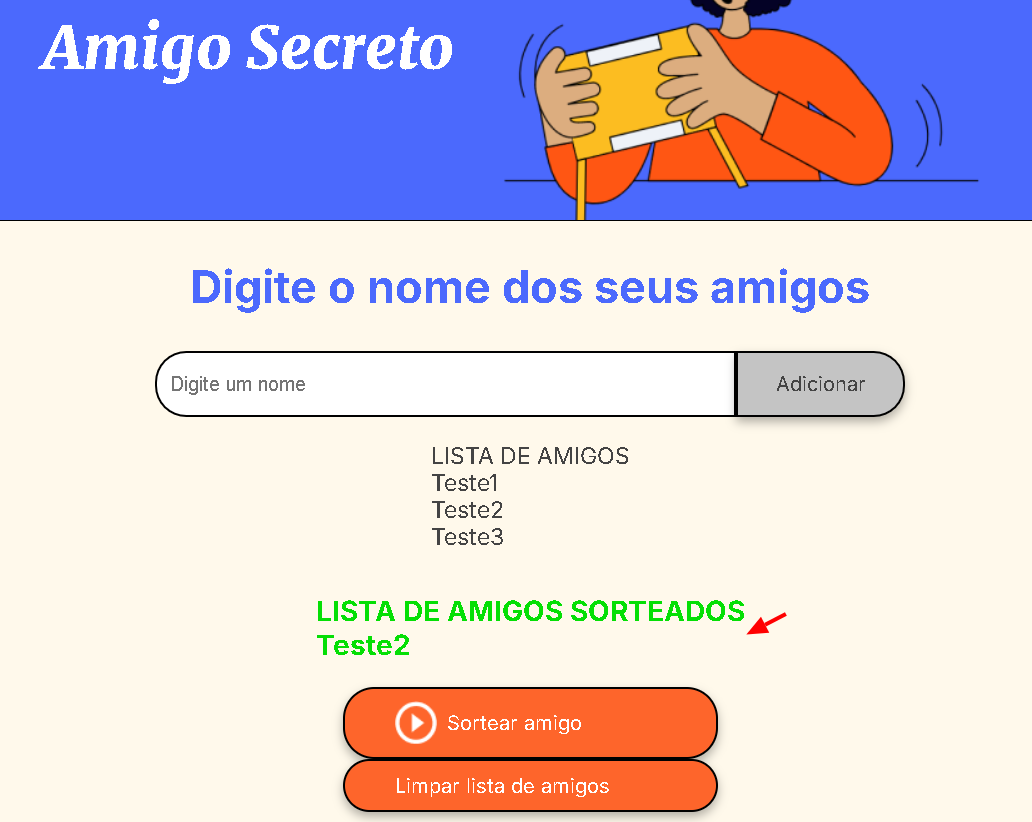 Amigo Secreto
Digite o nome dos seus amigos
Digite um nome
Adicionar
LISTA DE AMIGOS
Teste1
Teste2
Teste3
LISTA DE AMIGOS SORTEADOS
Teste2
Sortear amigo
Limpar lista de amigos